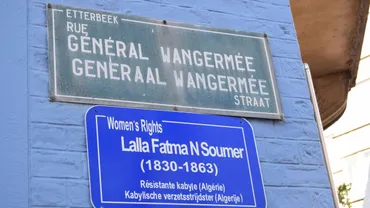 ETTERBEEK
RUE
GÉNÉRAL WANGERMÉE
GENERAAL WANGERMÉE
STRAAT
Women's Rights
Lalla Fatma N Soumer
(1830-1863)
Résistante kabyle (Algérie)
Kabylische verzetsstrijdster (Algerije)